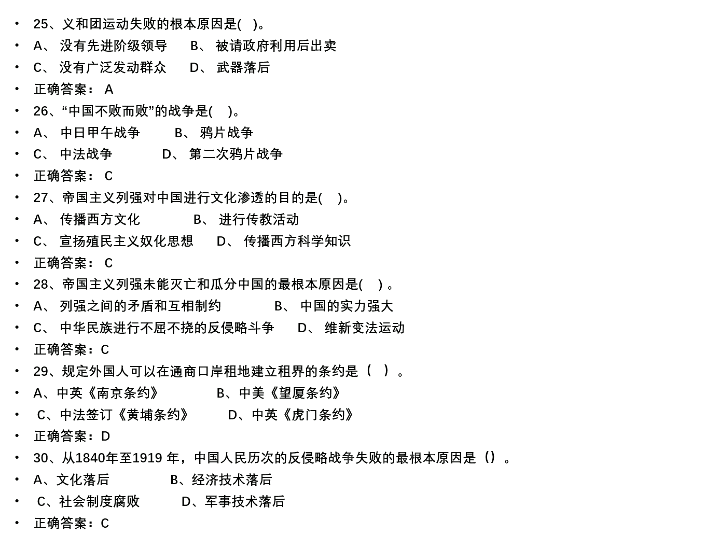 • 25、义和团运动失败的根本原因是(   )。
• A、 没有先进阶级领导      B、 被请政府利用后出卖
• C、 没有广泛发动群众      D、 武器落后
• 正确答案： A
• 26、“中国不败而败”的战争是(    )。
• A、 中日甲午战争         B、 鸦片战争
• C、 中法战争             D、 第二次鸦片战争
• 正确答案： C
• 27、帝国主义列强对中国进行文化渗透的目的是(    )。
• A、 传播西方文化              B、 进行传教活动
• C、 宣扬殖民主义奴化思想      D、 传播西方科学知识
• 正确答案： C
• 28、帝国主义列强未能灭亡和瓜分中国的最根本原因是(    ) 。
• A、 列强之间的矛盾和互相制约              B、 中国的实力强大
• C、 中华民族进行不屈不挠的反侵略斗争      D、 维新变法运动
• 正确答案：C
• 29、规定外国人可以在通商口岸租地建立租界的条约是（   ）。
• A、中英《南京条约》               B、中美《望厦条约》
• C、中法签订《黄埔条约》          D、中英《虎门条约》
• 正确答案：D
• 30、从1840年至1919 年，中国人民历次的反侵略战争失败的最根本原因是（）。
• A、文化落后                B、经济技术落后
• C、社会制度腐败           D、军事技术落后
• 正确答案：C